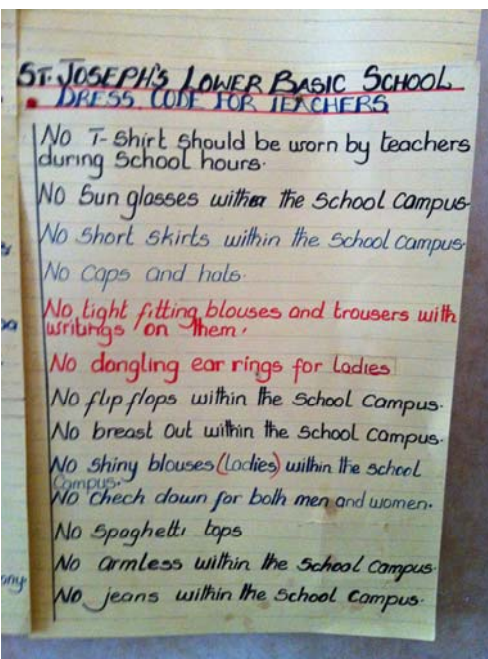 ST. JOSEPH'S LOWER BASIC SCHOOL
DRESS CODE FOR TEACHERS
No T-Shirt should be worn by teachers
during School hours.
No Sun glasses within the School campus.
No short skirts within the School campus.
No caps and hats.
No tight fitting blouses and trousers with
writings on them.
No dangling ear rings for Ladies
No flip flops within the School Campus.
No breast out within the School campus.
No shiny blouses (Ladies) within the school
Campus.
No chech down for both men and women.
No Spaghetti tops
No armless within the School Campus.
No jeans within the School Campus.